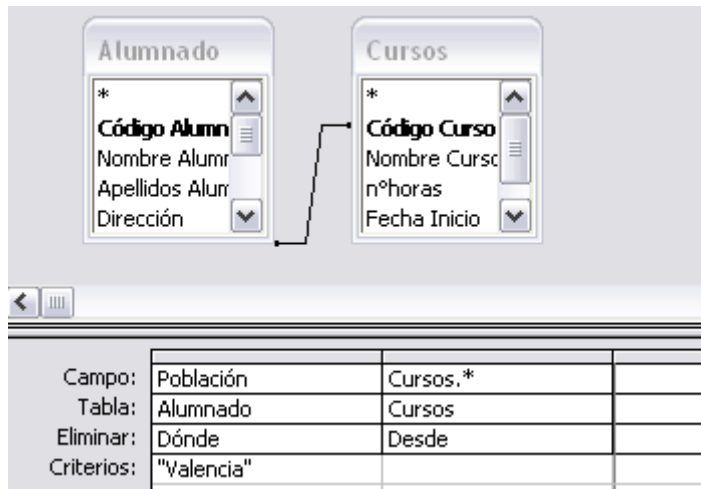 Alumnado
*
Código Alumn
Nombre Alumr
Apellidos Alum
Dirección
Cursos
*
Código Curso
Nombre Curso
nºhoras
Fecha Inicio
Campo: Población Cursos.*
Tabla: Alumnado Cursos
Eliminar: Dónde Desde
Criterios: "Valencia"